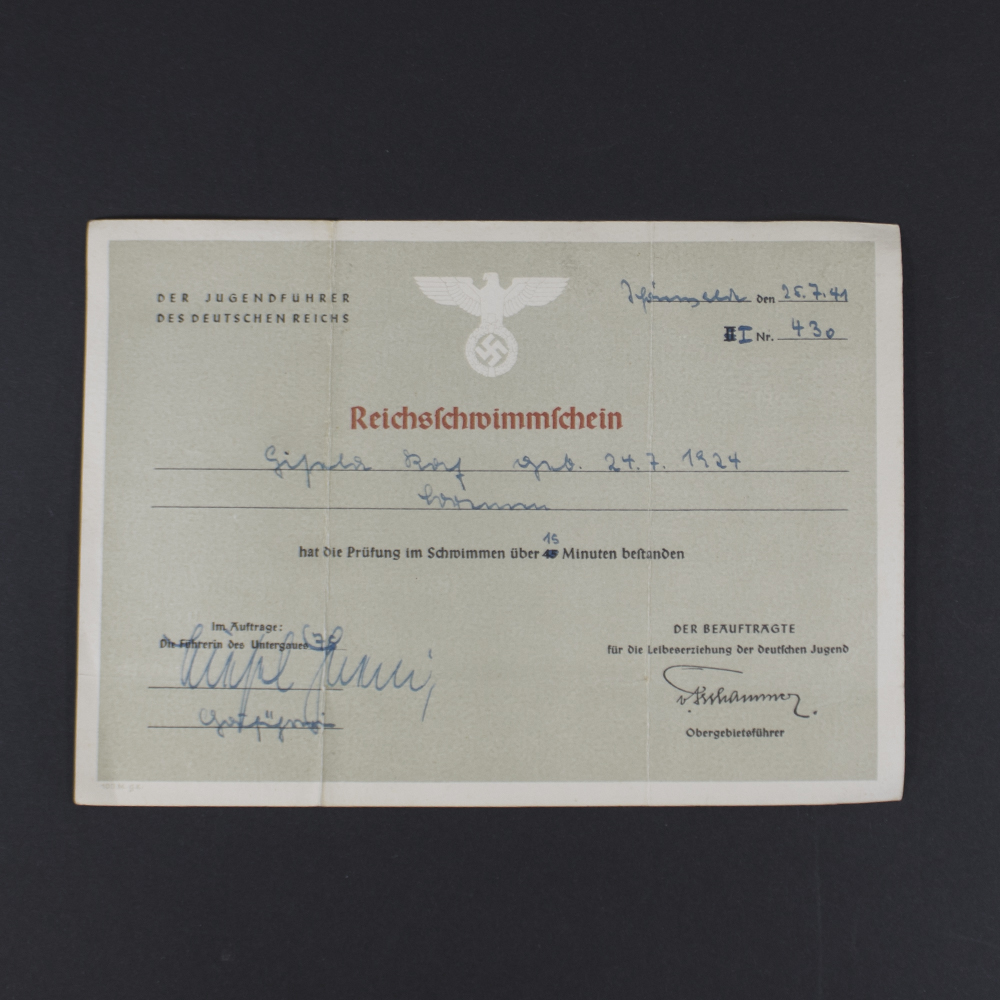 DER JUGENDFÜHRER
DES DEUTSCHEN REICHS
den 25.7.41
I Nr. 430
Reichsſchwimmſchein
Gisela geb. 24.7.1924
hat die Prüfung im Schwimmen über 15 Minuten beſtanden
Im Auftrage:
Die Führerin des Untergaues
DER BEAUFTRAGTE
für die Leibeserziehung der deutſchen Jugend
v. Tschammer
Obergebietsführer